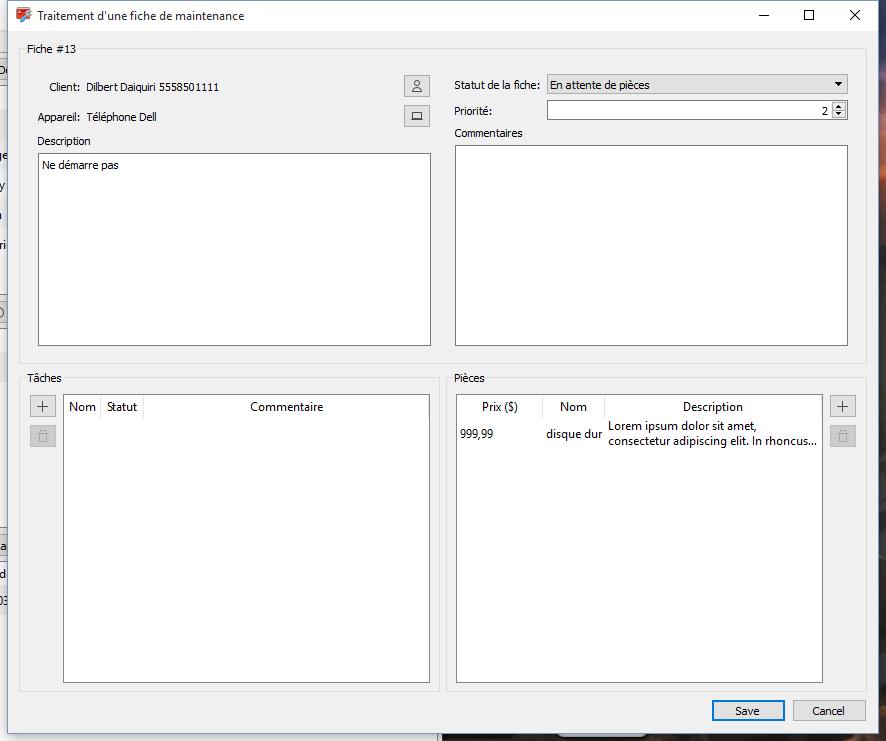 Traitement d'une fiche de maintenance
Fiche #13
Client: Dilbert Daiquiri 5558501111
Appareil: Téléphone Dell
Description
Ne démarre pas
Statut de la fiche: En attente de pièces
Priorité: 2
Commentaires
Tâches
Nom Statut Commentaire
Pièces
Prix ($) Nom Description
999,99 disque dur Lorem ipsum dolor sit amet,
consectetur adipiscing elit. In rhoncus...
Save Cancel